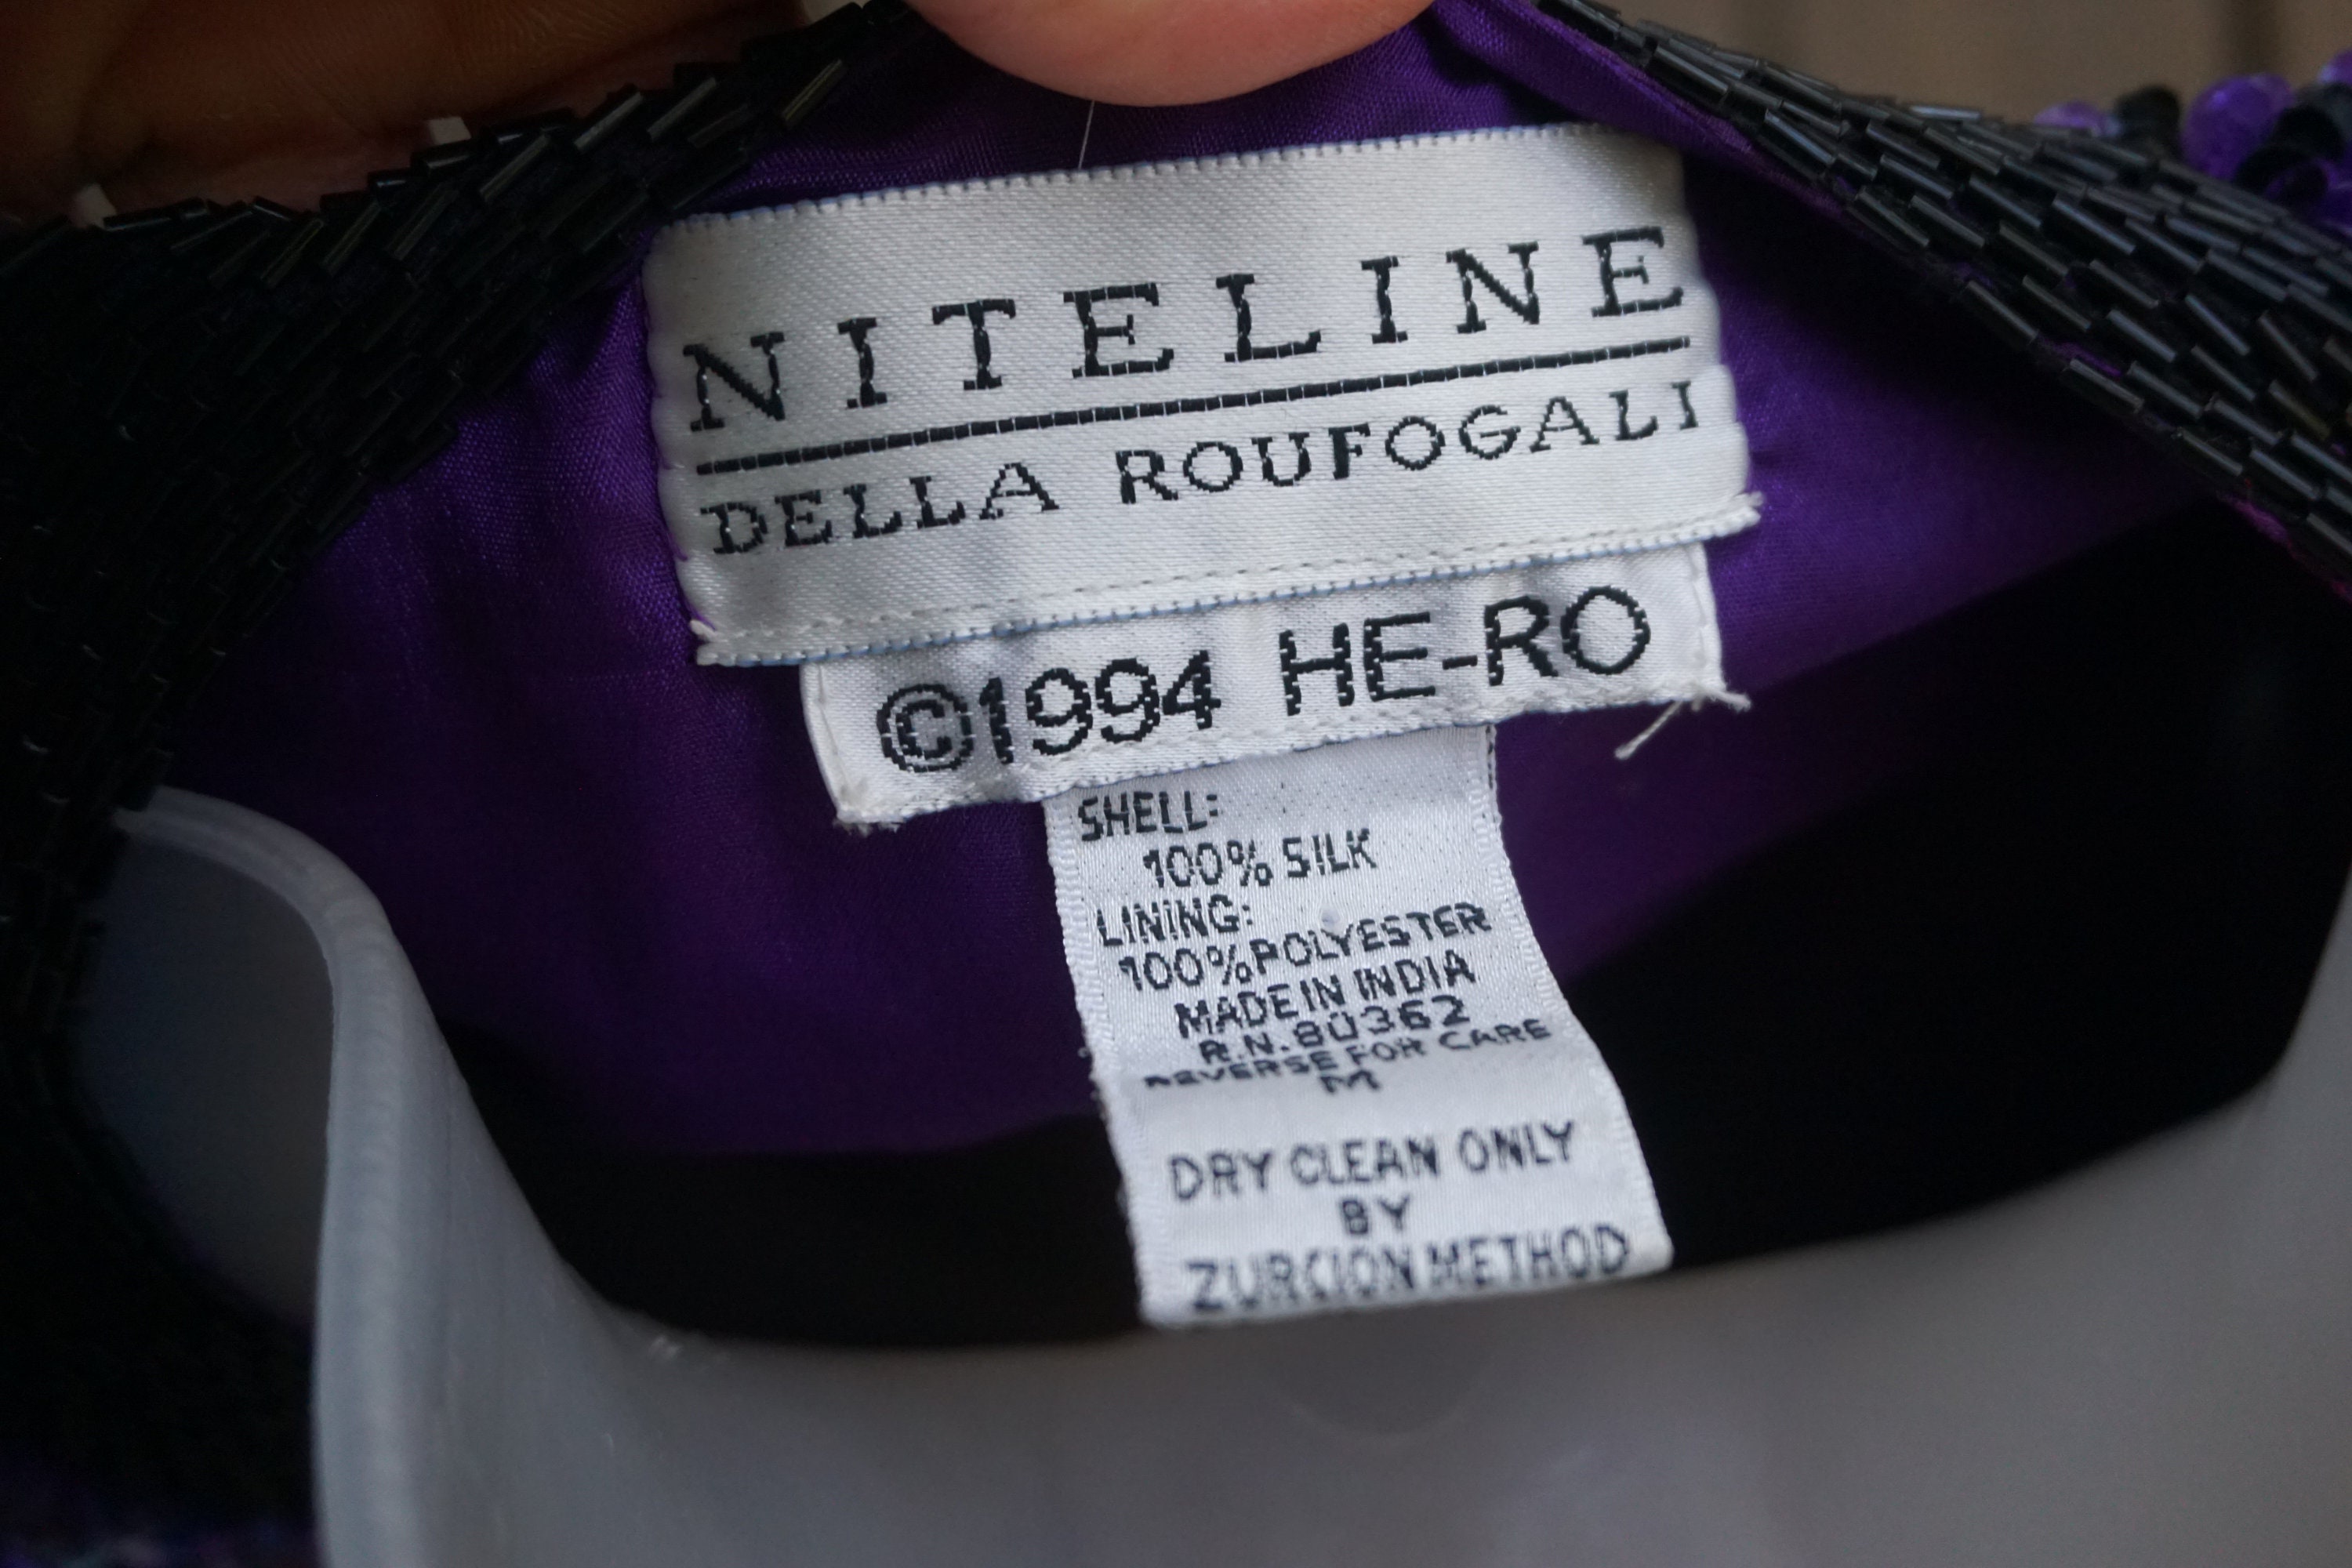 NITELINE
DELLA ROUFOGALI
©1994 HE-RO
SHELL:
100% SILK
LINING:
100%POLYESTER
MADE IN INDIA
R.N.80362
REVERSE FOR CARE
M
DRY CLEAN ONLY
BY
ZURCION METHOD